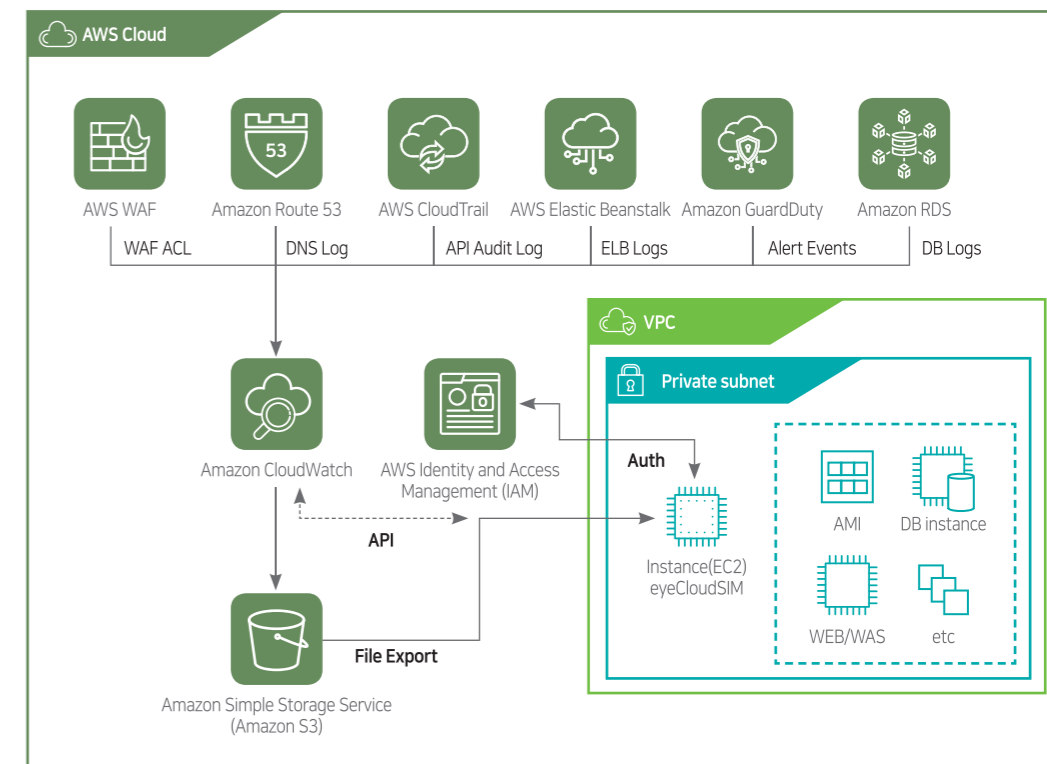 AWS Cloud
53
AWS WAF
Amazon Route 53
AWS CloudTrail
AWS Elastic Beanstalk
Amazon GuardDuty
Amazon RDS
WAF ACL
DNS Log
API Audit Log
ELB Logs
Alert Events
DB Logs
VPC
Private subnet
Amazon CloudWatch
AWS Identity and Access
Management (IAM)
Auth
API
Instance(EC2)
eyeCloudSIM
AMI
DB instance
WEB/WAS
etc
File Export
Amazon Simple Storage Service
(Amazon S3)